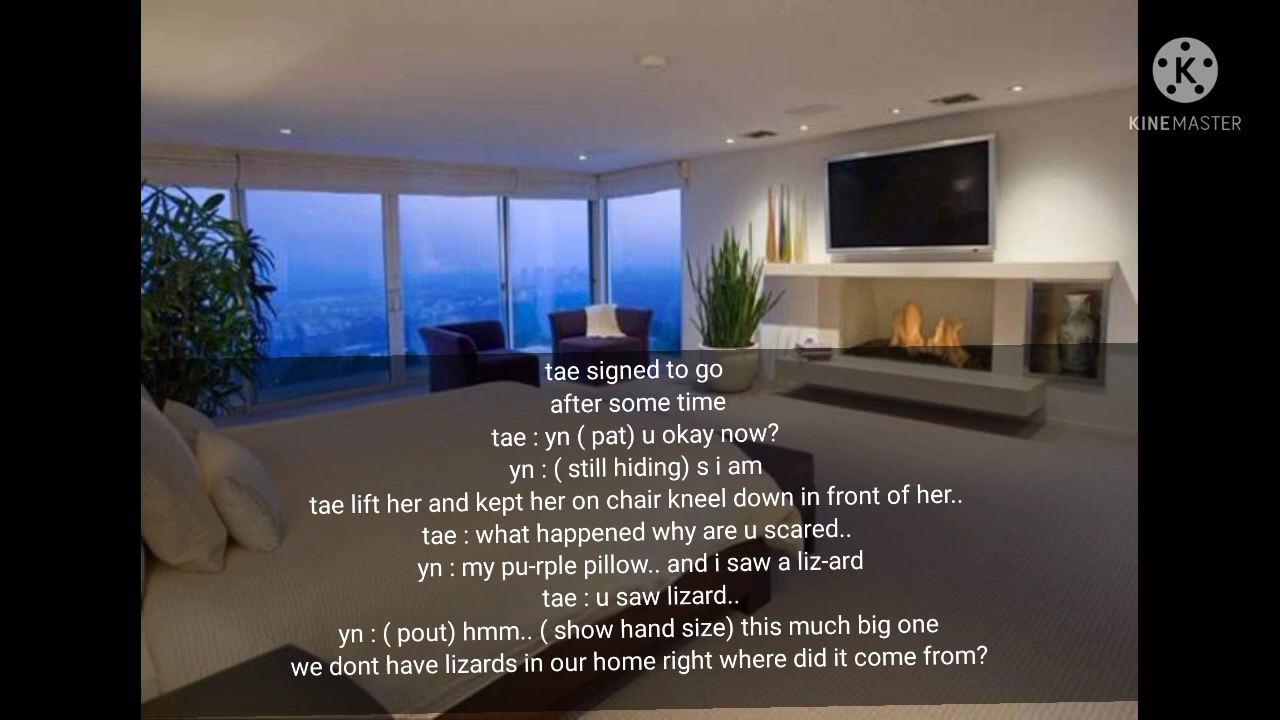 KINEMASTER
tae signed to go
after some time
tae : yn ( pat) u okay now?
yn : ( still hiding) s i am
tae lift her and kept her on chair kneel down in front of her..
tae : what happened why are u scared..
yn : my pu-rple pillow.. and i saw a liz-ard
tae : u saw lizard..
yn : ( pout) hmm.. ( show hand size) this much big one
we dont have lizards in our home right where did it come from?